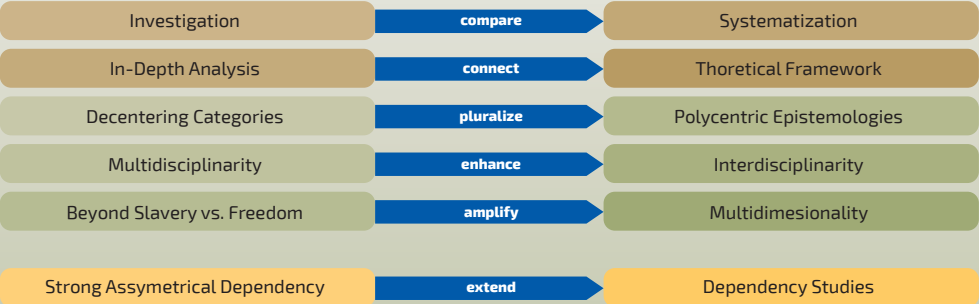 Investigation compare Systematization
In-Depth Analysis connect Thoretical Framework
Decentering Categories pluralize Polycentric Epistemologies
Multidisciplinarity enhance Interdisciplinarity
Beyond Slavery vs. Freedom amplify Multidimesionality
Strong Assymetrical Dependency extend Dependency Studies